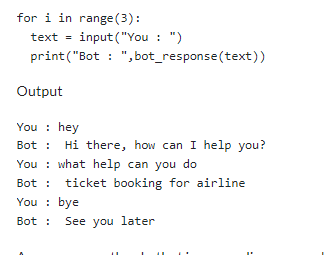 for i in range(3):
  text = input("You : ")
  print("Bot : ",bot_response(text))
Output
You : hey
Bot :  Hi there, how can I help you?
You : what help can you do
Bot :  ticket booking for airline
You : bye
Bot :  See you later